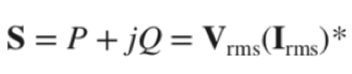 S = P + jQ = V_rms(I_rms)*